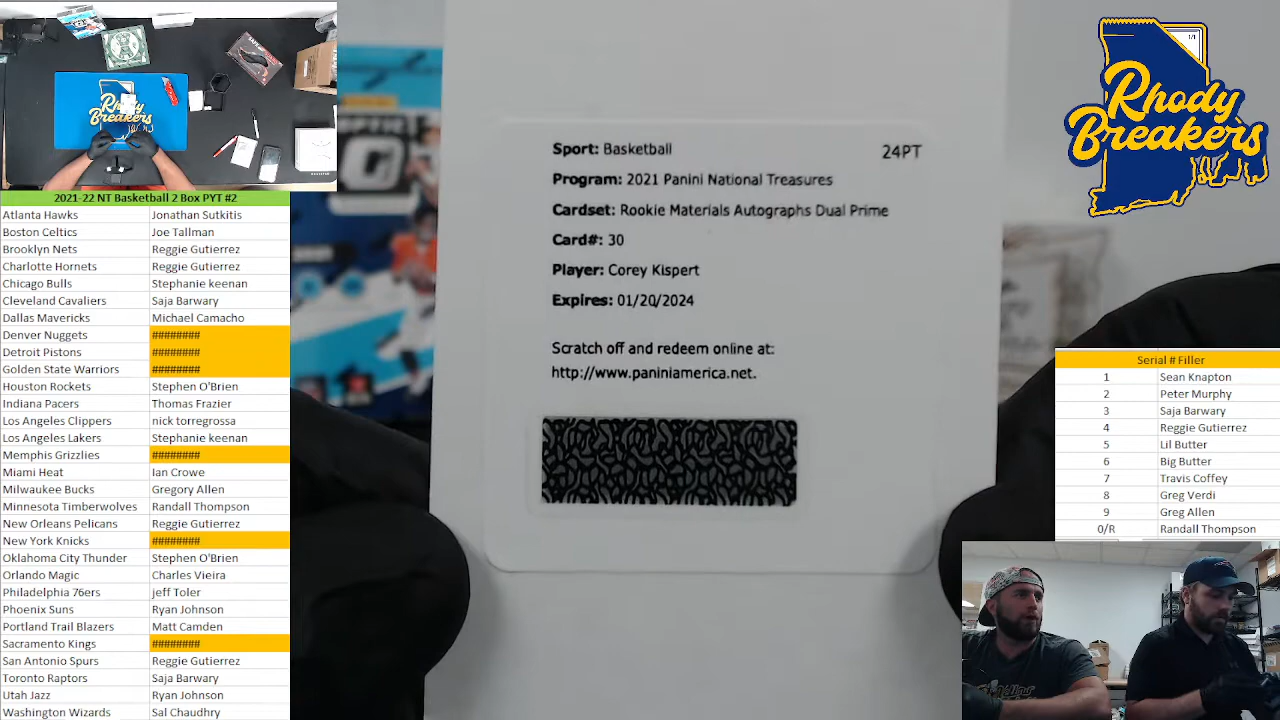 Rhody
Breakers
1/1
Rhody
Breakers
2021-22 NT Basketball 2 Box PYT #2
Atlanta Hawks Jonathan Sutkitis
Boston Celtics Joe Tallman
Brooklyn Nets Reggie Gutierrez
Charlotte Hornets Reggie Gutierrez
Chicago Bulls Stephanie keenan
Cleveland Cavaliers Saja Barwary
Dallas Mavericks Michael Camacho
Denver Nuggets ########
Detroit Pistons ########
Golden State Warriors ########
Houston Rockets Stephen O'Brien
Indiana Pacers Thomas Frazier
Los Angeles Clippers nick torregrossa
Los Angeles Lakers Stephanie keenan
Memphis Grizzlies ########
Miami Heat Ian Crowe
Milwaukee Bucks Gregory Allen
Minnesota Timberwolves Randall Thompson
New Orleans Pelicans Reggie Gutierrez
New York Knicks ########
Oklahoma City Thunder Stephen O'Brien
Orlando Magic Charles Vieira
Philadelphia 76ers jeff Toler
Phoenix Suns Ryan Johnson
Portland Trail Blazers Matt Camden
Sacramento Kings ########
San Antonio Spurs Reggie Gutierrez
Toronto Raptors Saja Barwary
Utah Jazz Ryan Johnson
Washington Wizards Sal Chaudhry
Sport: Basketball 24PT
Program: 2021 Panini National Treasures
Cardset: Rookie Materials Autographs Dual Prime
Card#: 30
Player: Corey Kispert
Expires: 01/20/2024
Scratch off and redeem online at:
http://www.paniniamerica.net.
Serial # Filler
1 Sean Knapton
2 Peter Murphy
3 Saja Barwary
4 Reggie Gutierrez
5 Lil Butter
6 Big Butter
7 Travis Coffey
8 Greg Verdi
9 Greg Allen
0/R Randall Thompson